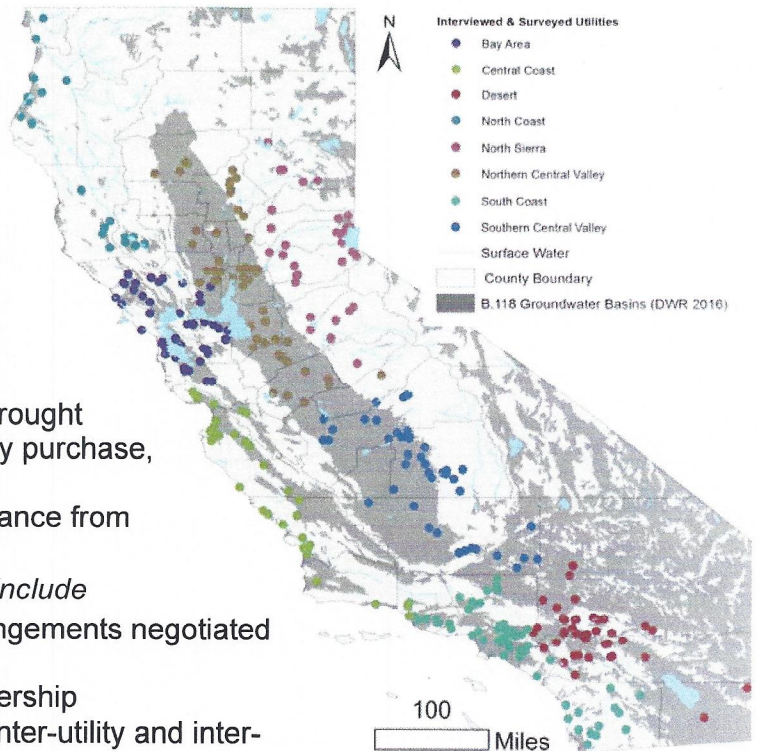 N
Interviewed & Surveyed Utilities
Bay Area
Central Coast
Desert
North Coast
North Sierra
Northern Central Valley
South Coast
Southern Central Valley
Surface Water
County Boundary
B.118 Groundwater Basins (DWR 2016)
rought
y purchase,
ance from
nclude
ngements negotiated
ership
nter-utility and inter-
100
Miles